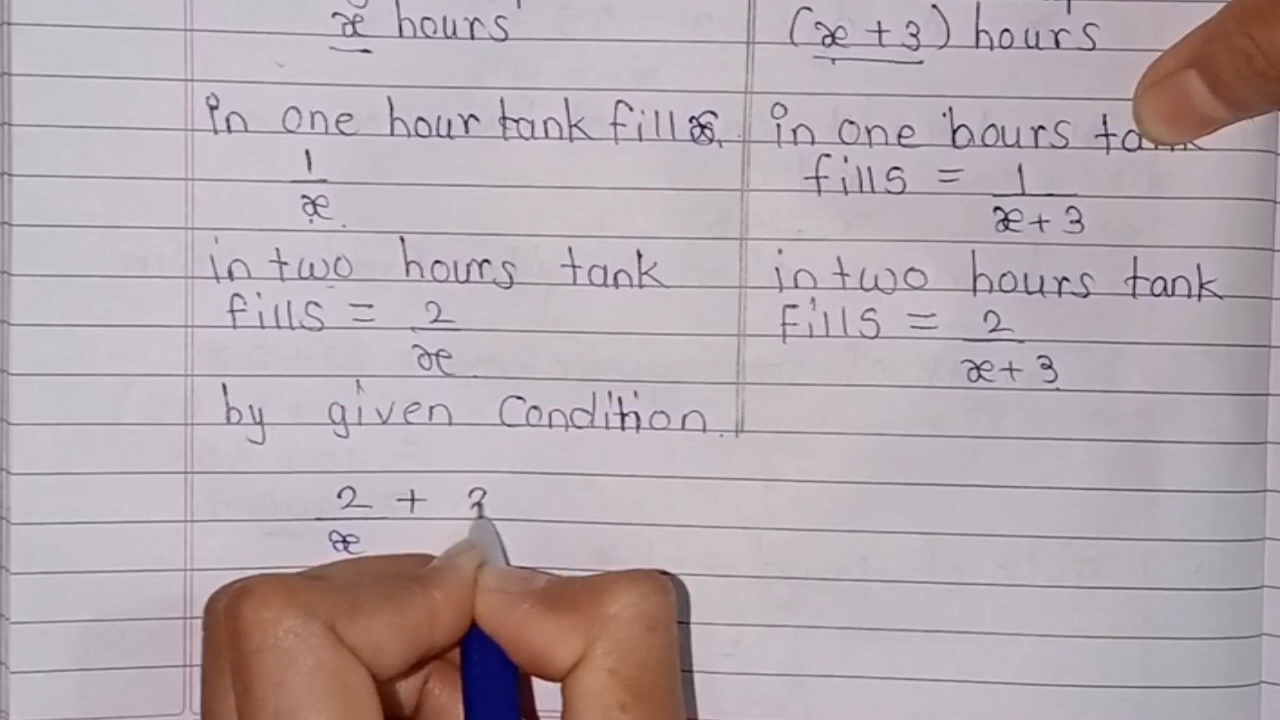 x hours
in one hour tank fills
1/x
in two hours tank
fills = 2/x
by given Condition.
(x + 3) hours
in one hours tank
fills = 1/x+3
in two hours tank
fills = 2/x+3
2/x +